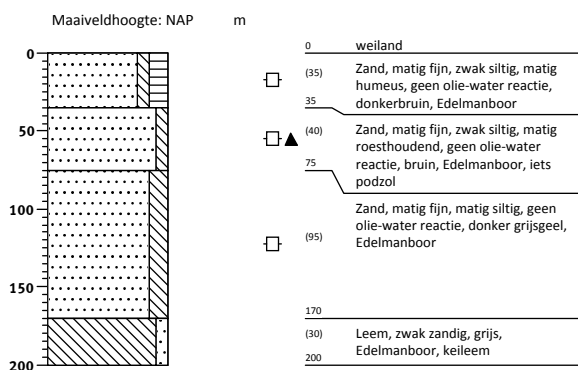 Maaiveldhoogte: NAP m
0
50
100
150
200
0 weiland
(35) Zand, matig fijn, zwak siltig, matig
humeus, geen olie-water reactie,
donkerbruin, Edelmanboor
35
(40) Zand, matig fijn, zwak siltig, matig
roesthoudend, geen olie-water
reactie, bruin, Edelmanboor, iets
podzol
75
Zand, matig fijn, matig siltig, geen
olie-water reactie, donker grijsgeel,
(95) Edelmanboor
170
(30) Leem, zwak zandig, grijs,
Edelmanboor, keileem
200